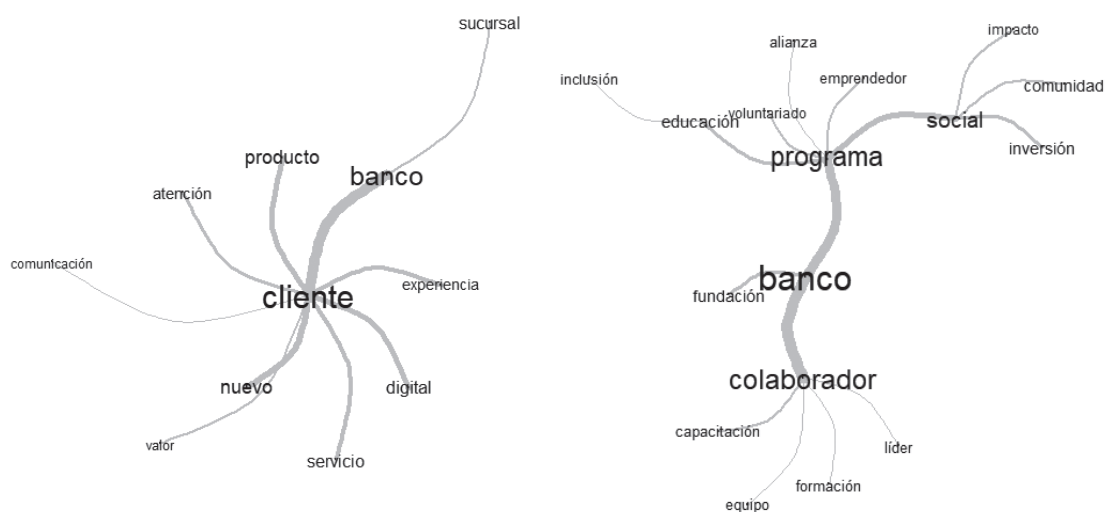 sucursal
producto
banco
atención
comunicación
cliente
experiencia
nuevo
digital
valor
servicio
impacto
alianza
inclusión
emprendedor
comunidad
voluntariado
educación
social
programa
inversión
banco
fundación
colaborador
capacitación
líder
formación
equipo